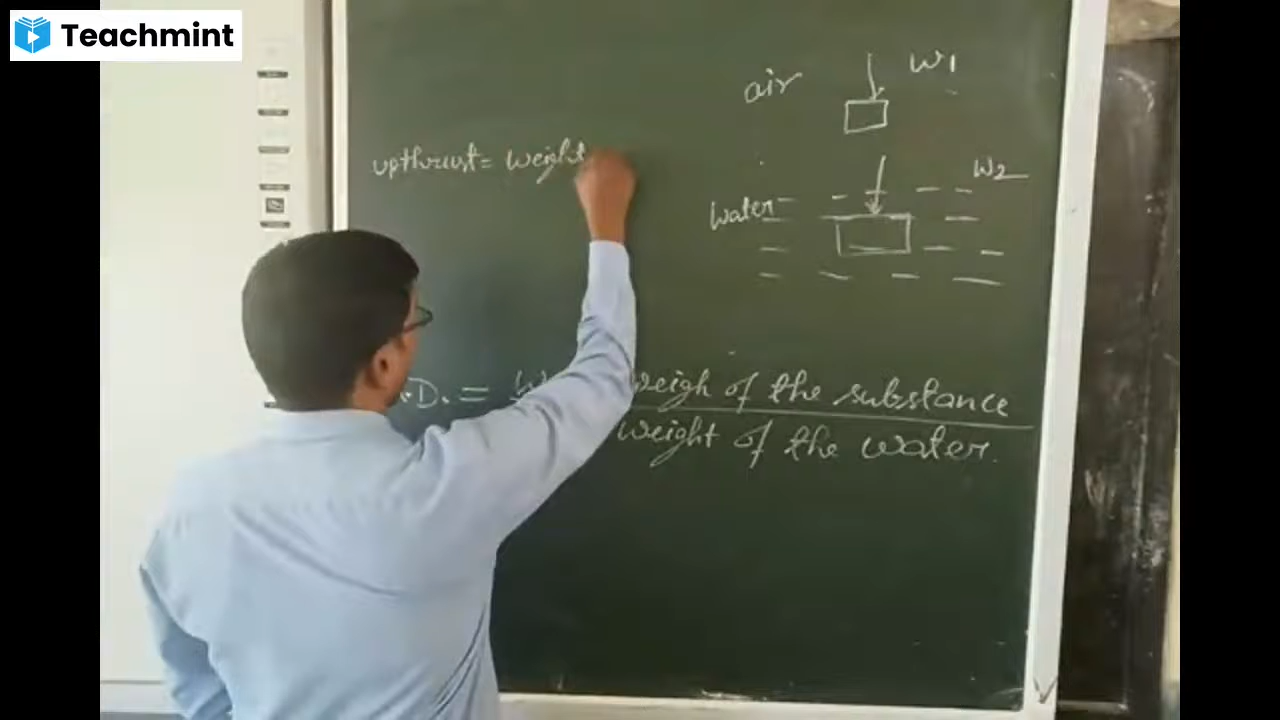 Teachmint
air
W1
upthrust = weight
W2
water
.D. = weigh of the substance
weight of the water.